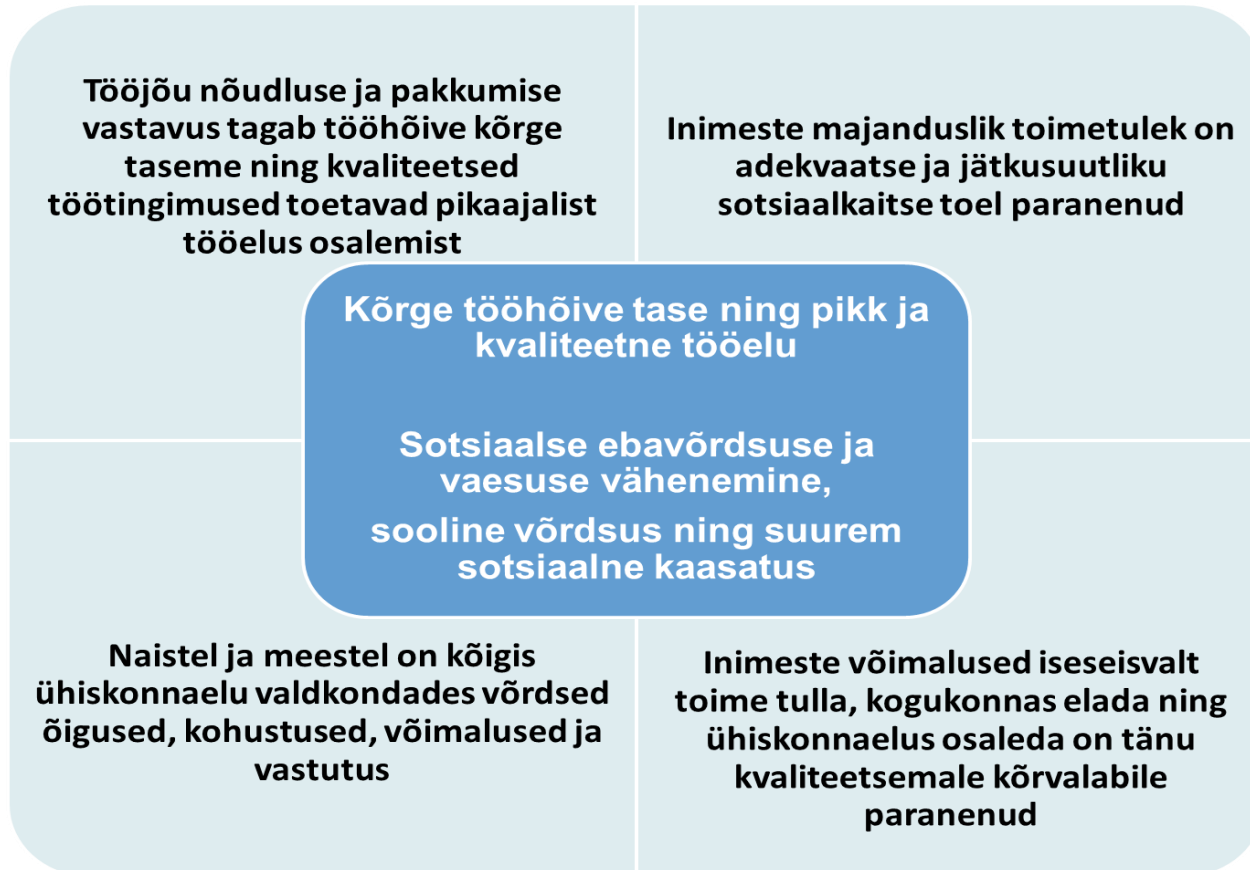 Tööjõu nõudluse ja pakkumise
vastavus tagab tööhõive kõrge
taseme ning kvaliteetsed
töötingimused toetavad pikaajalist
tööelus osalemist
Inimeste majanduslik toimetulek on
adekvaatse ja jätkusuutliku
sotsiaalkaitse toel paranenud
Kõrge tööhõive tase ning pikk ja
kvaliteetne tööelu
Sotsiaalse ebavõrdsuse ja
vaesuse vähenemine,
sooline võrdsus ning suurem
sotsiaalne kaasatus
Naistel ja meestel on kõigis
ühiskonnaelu valdkondades võrdsed
õigused, kohustused, võimalused ja
vastutus
Inimeste võimalused iseseisvalt
toime tulla, kogukonnas elada ning
ühiskonnaelus osaleda on tänu
kvaliteetsemale kõrvalabile
paranenud